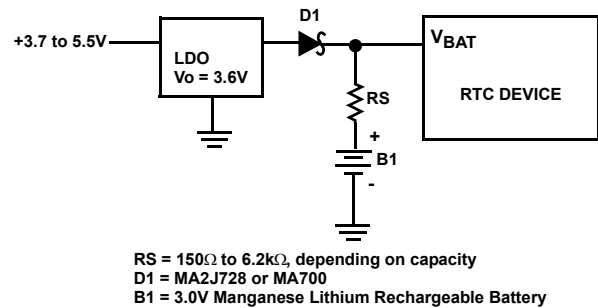 D1
+3.7 to 5.5V
LDO
Vo = 3.6V
VBAT
RTC DEVICE
RS
+
B1
-
RS = 150Ω to 6.2kΩ, depending on capacity
D1 = MA2J728 or MA700
B1 = 3.0V Manganese Lithium Rechargeable Battery